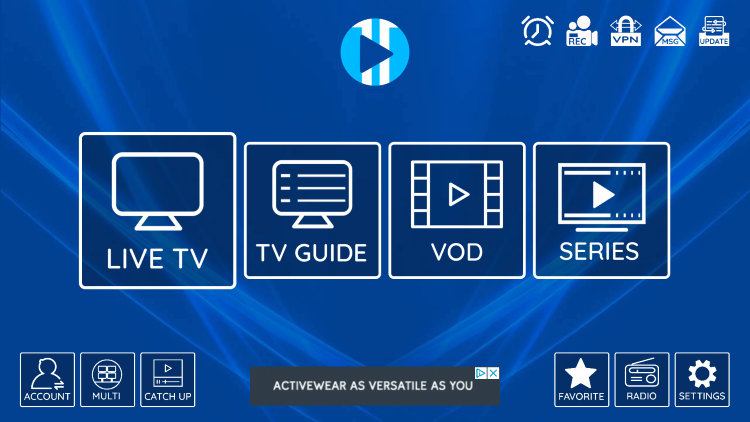 REC
VPN
MSG
UPDATE
LIVE TV
TV GUIDE
VOD
SERIES
ACCOUNT
MULTI
CATCH UP
ACTIVEWEAR AS VERSATILE AS YOU
FAVORITE
RADIO
SETTINGS